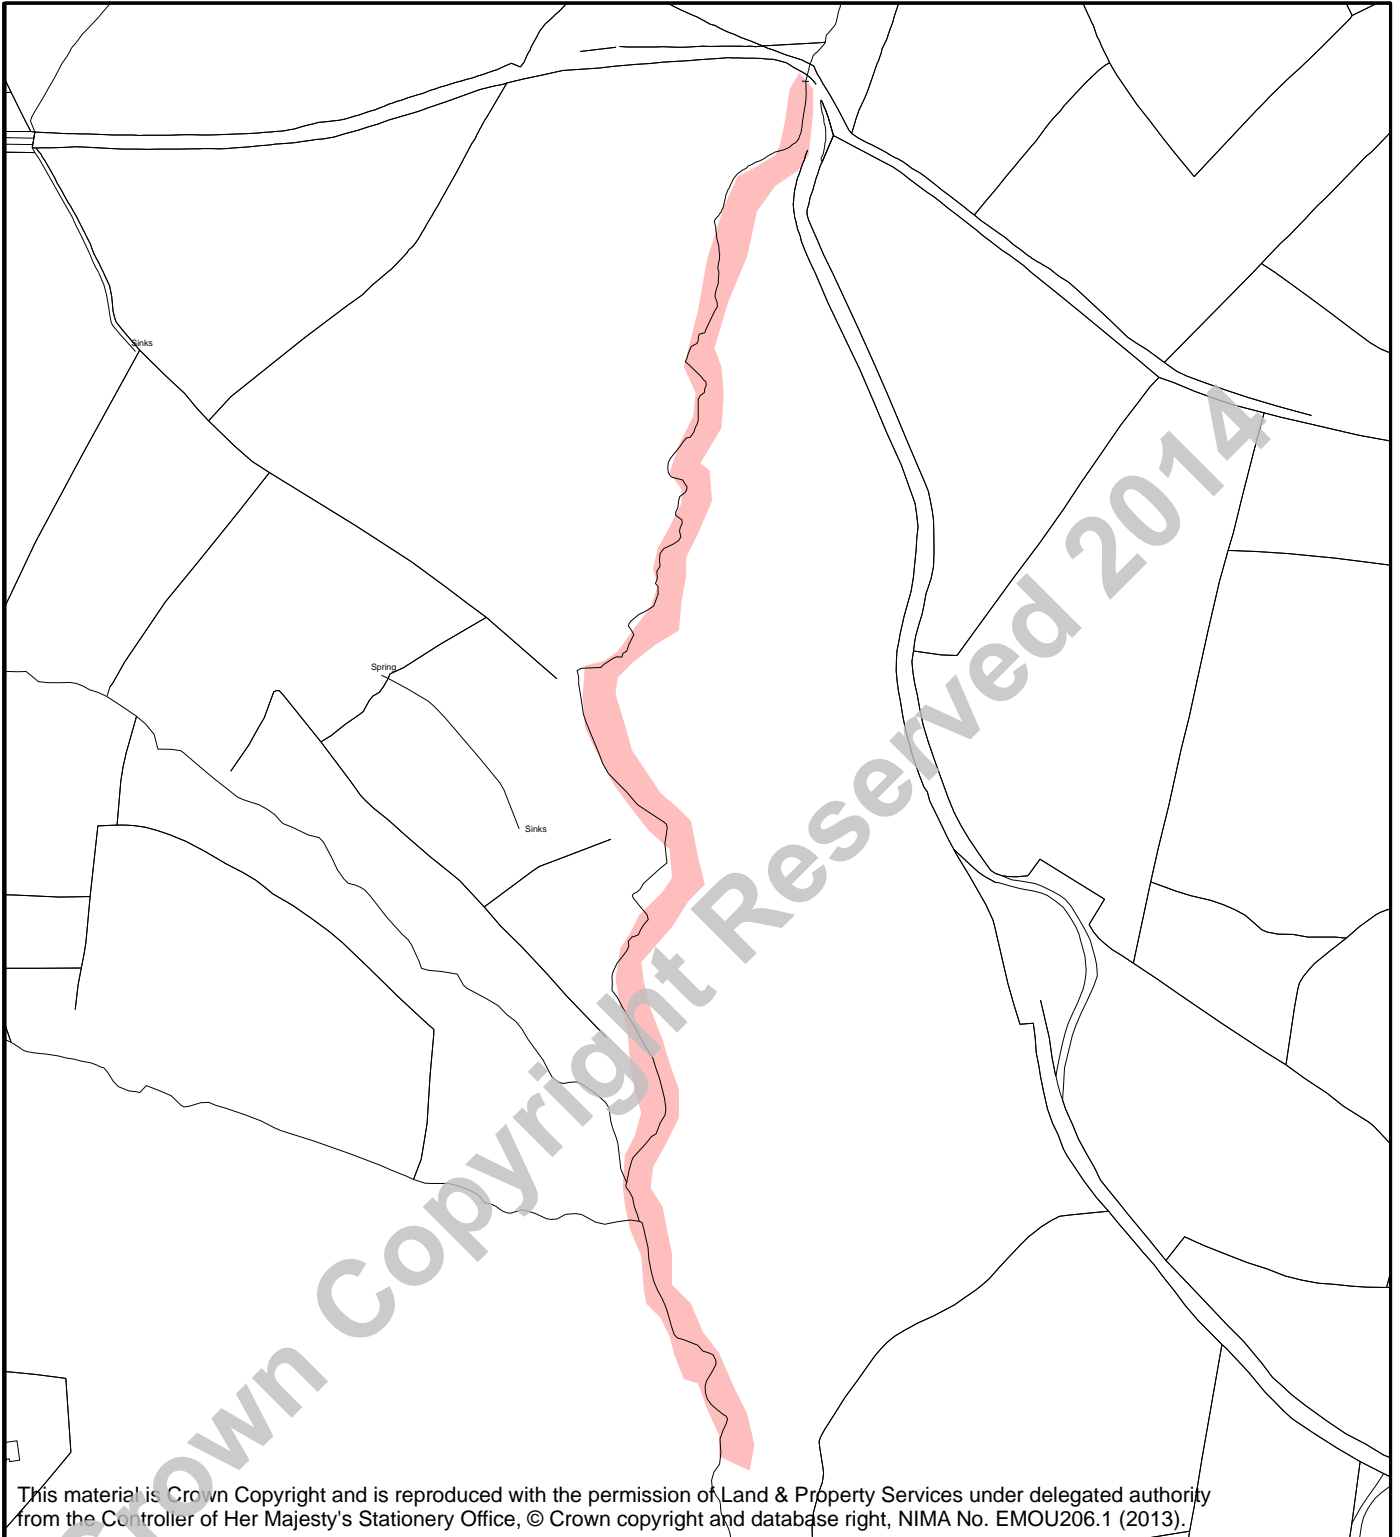 Sinks
Spring
Sinks
Crown Copyright Reserved 2014
This material is Crown Copyright and is reproduced with the permission of Land & Property Services under delegated authority
from the Controller of Her Majesty's Stationery Office, © Crown copyright and database right, NIMA No. EMOU206.1 (2013).